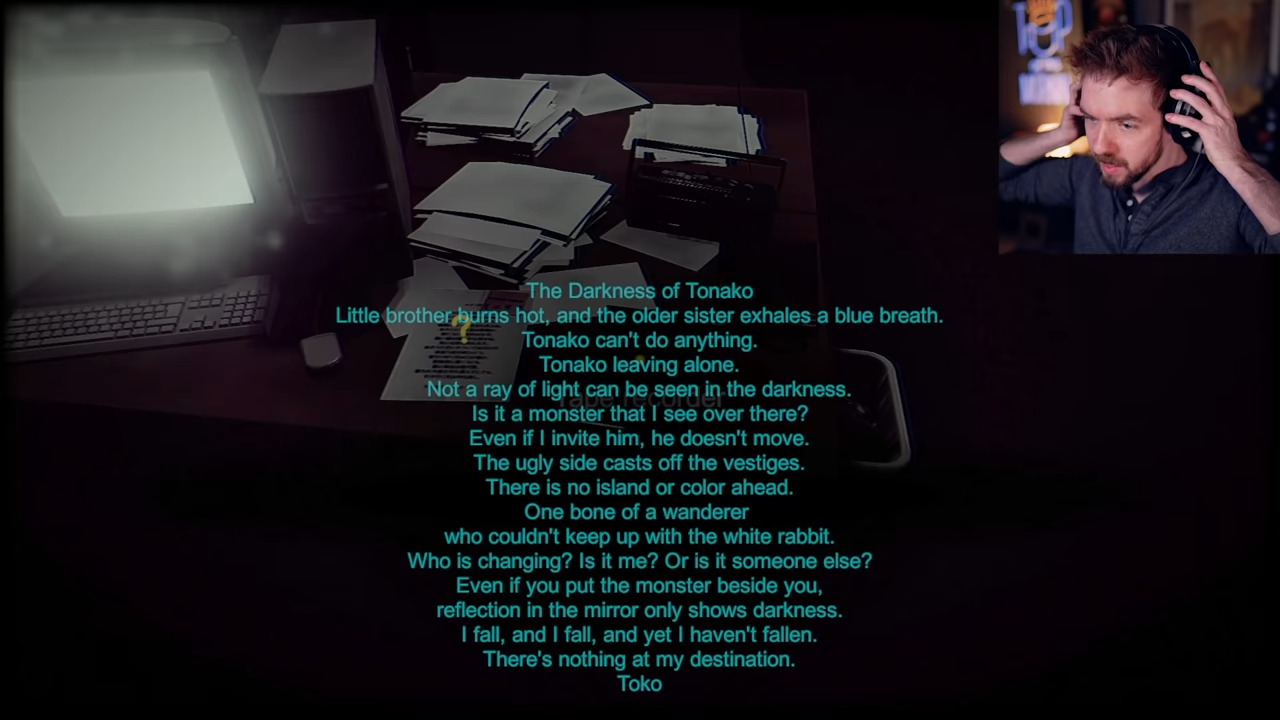 TOP
The Darkness of Tonako
Little brother burns hot, and the older sister exhales a blue breath.
Tonako can't do anything.
Tonako leaving alone.
Not a ray of light can be seen in the darkness.
Tape recorder
Is it a monster that I see over there?
Even if I invite him, he doesn't move.
The ugly side casts off the vestiges.
There is no island or color ahead.
One bone of a wanderer
who couldn't keep up with the white rabbit.
Who is changing? Is it me? Or is it someone else?
Even if you put the monster beside you,
reflection in the mirror only shows darkness.
I fall, and I fall, and yet I haven't fallen.
There's nothing at my destination.
Toko
?